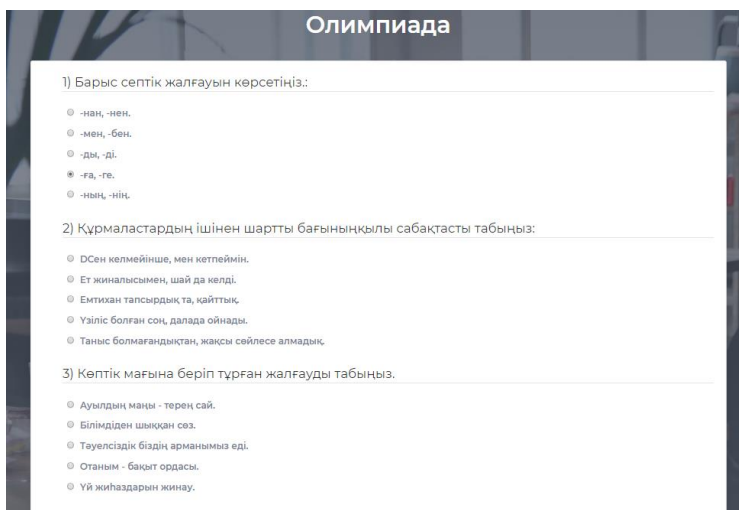 Олимпиада
1) Барыс септік жалғауын көрсетіңіз.:
-нан, -нен.
-мен, -бен.
-ды, -ді.
-ға, -ге.
-ның, -нің.
2) Құрмаластардың ішінен шартты бағыныңқылы сабақтасты табыңыз:
DСен келмейінше, мен кетпеймін.
Ет жиналысымен, шай да келді.
Емтихан тапсырдық та, қайттық.
Үзіліс болған соң, далада ойнады.
Таныс болмағандықтан, жақсы сөйлесе алмадық.
3) Көптік мағына беріп тұрған жалғауды табыңыз.
Ауылдың маңы - терең сай.
Білімдіден шыққан сөз.
Тәуелсіздік біздің арманымыз еді.
Отаным - бақыт ордасы.
Үй жиһаздарын жинау.